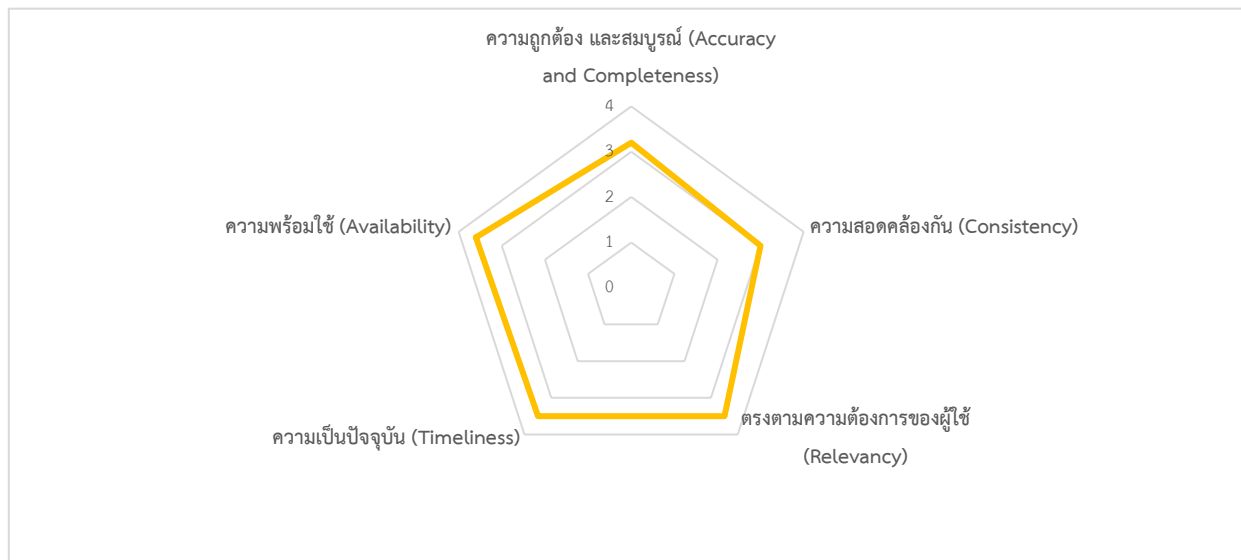 ความถูกต้อง และสมบูรณ์ (Accuracy
and Completeness)
4
3
2
1
0
ความพร้อมใช้ (Availability)
ความสอดคล้องกัน (Consistency)
ความเป็นปัจจุบัน (Timeliness)
ตรงตามความต้องการของผู้ใช้
(Relevancy)